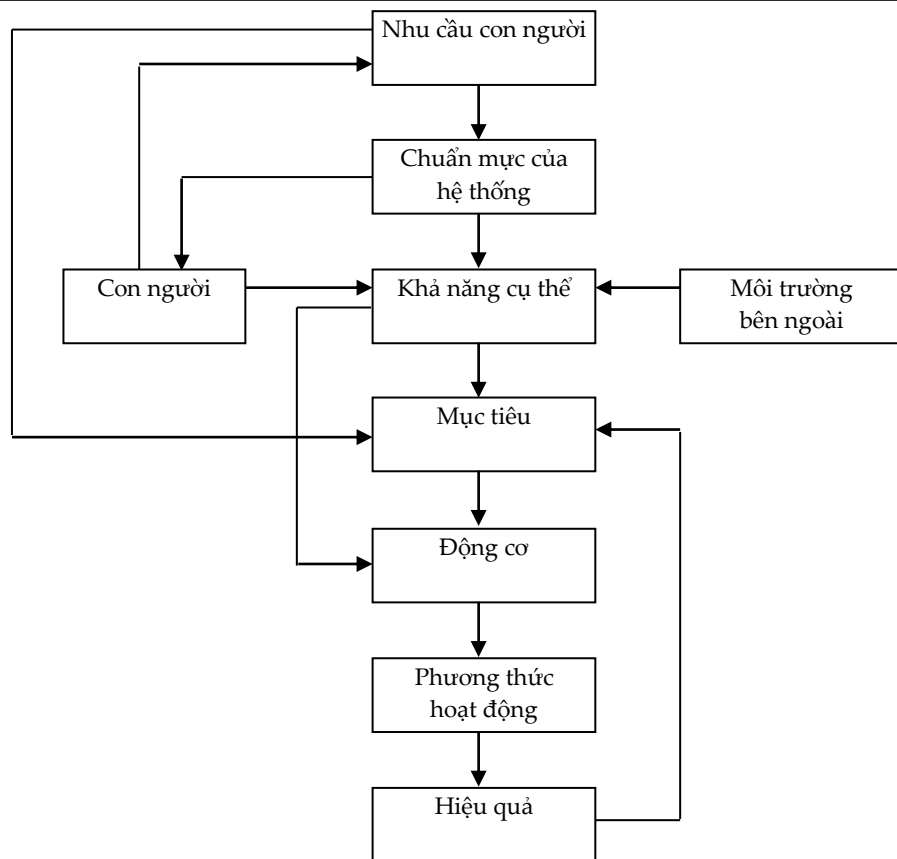 Nhu cầu con người
Chuẩn mực của
hệ thống
Con người
Khả năng cụ thể
Môi trường
bên ngoài
Mục tiêu
Động cơ
Phương thức
hoạt động
Hiệu quả